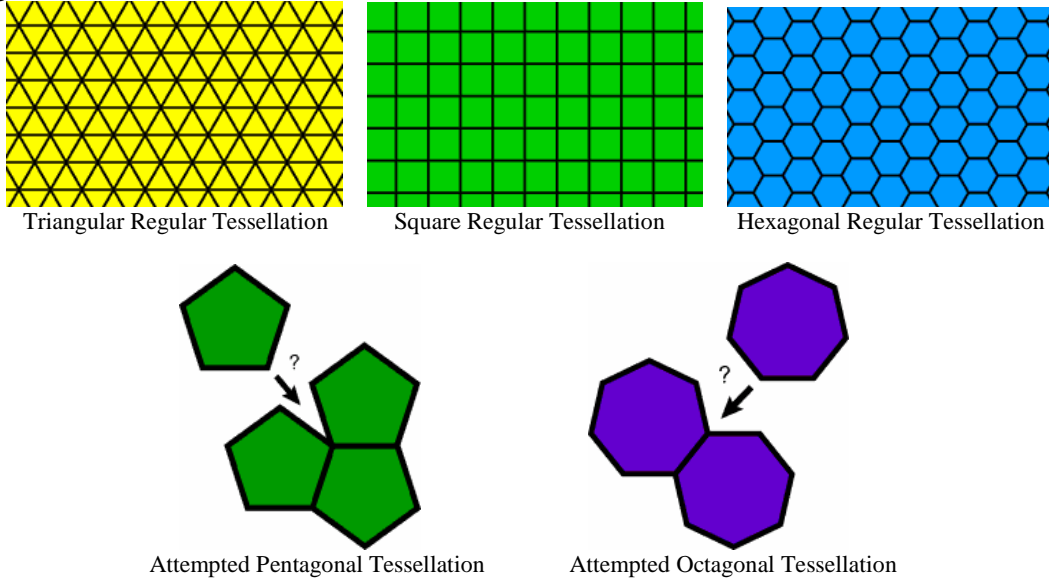 Triangular Regular Tessellation
Square Regular Tessellation
Hexagonal Regular Tessellation
?
?
Attempted Pentagonal Tessellation
Attempted Octagonal Tessellation